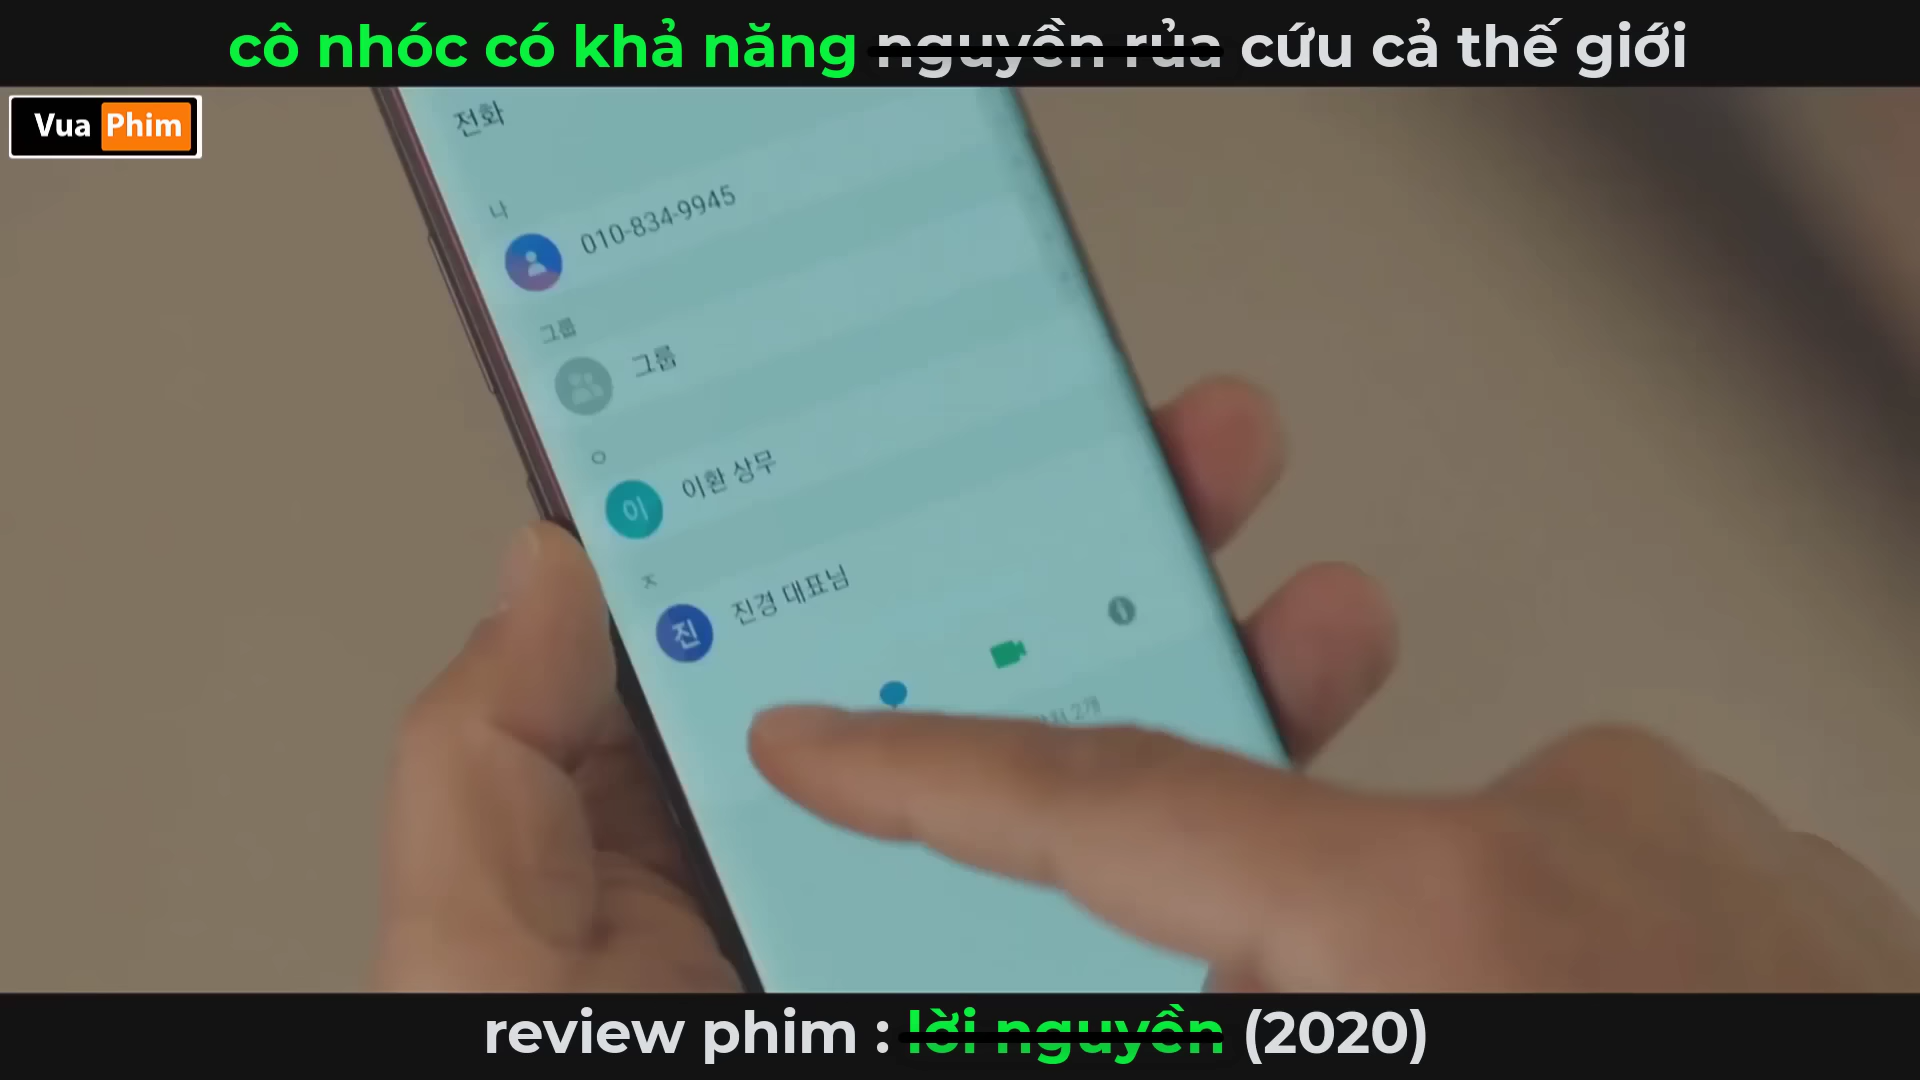 cô nhóc có khả năng nguyền rủa cứu cả thế giới
Vua Phim
전화
나
010-834-9945
그룹
그룹
ㅇ
이 이환 상무
ㅈ
진 진경 대표님
2개
review phim : lời nguyền (2020)